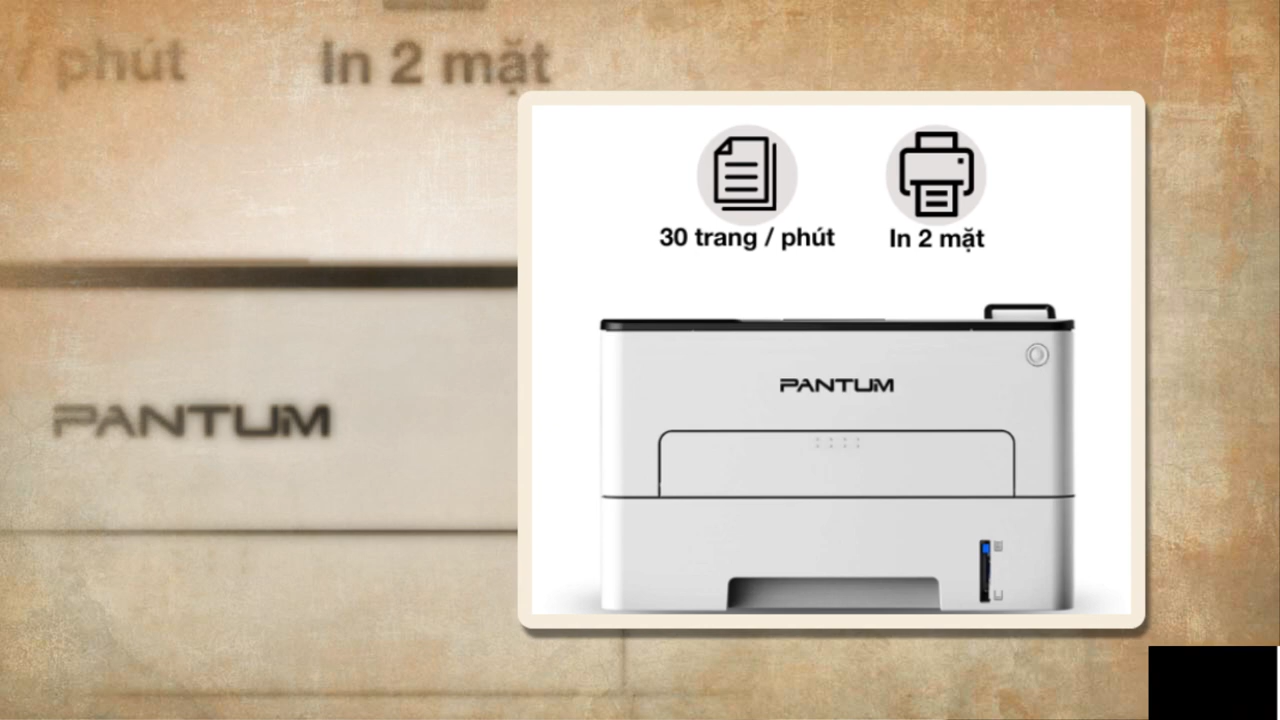 / phút In 2 mặt
30 trang / phút In 2 mặt
PANTUM
PANTUM